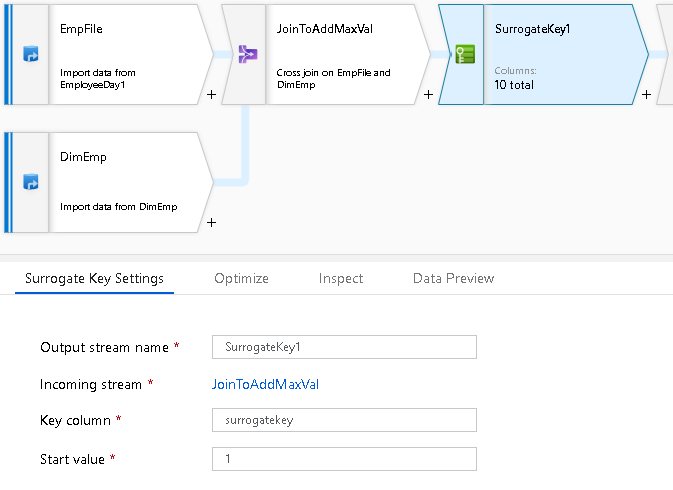 EmpFile
Import data from
EmployeeDay1
+
JoinToAddMaxVal
Cross join on EmpFile and
DimEmp
+
SurrogateKey1
Columns:
10 total
+
DimEmp
Import data from DimEmp
+
Surrogate Key Settings Optimize Inspect Data Preview
Output stream name * SurrogateKey1
Incoming stream * JoinToAddMaxVal
Key column * surrogatekey
Start value * 1